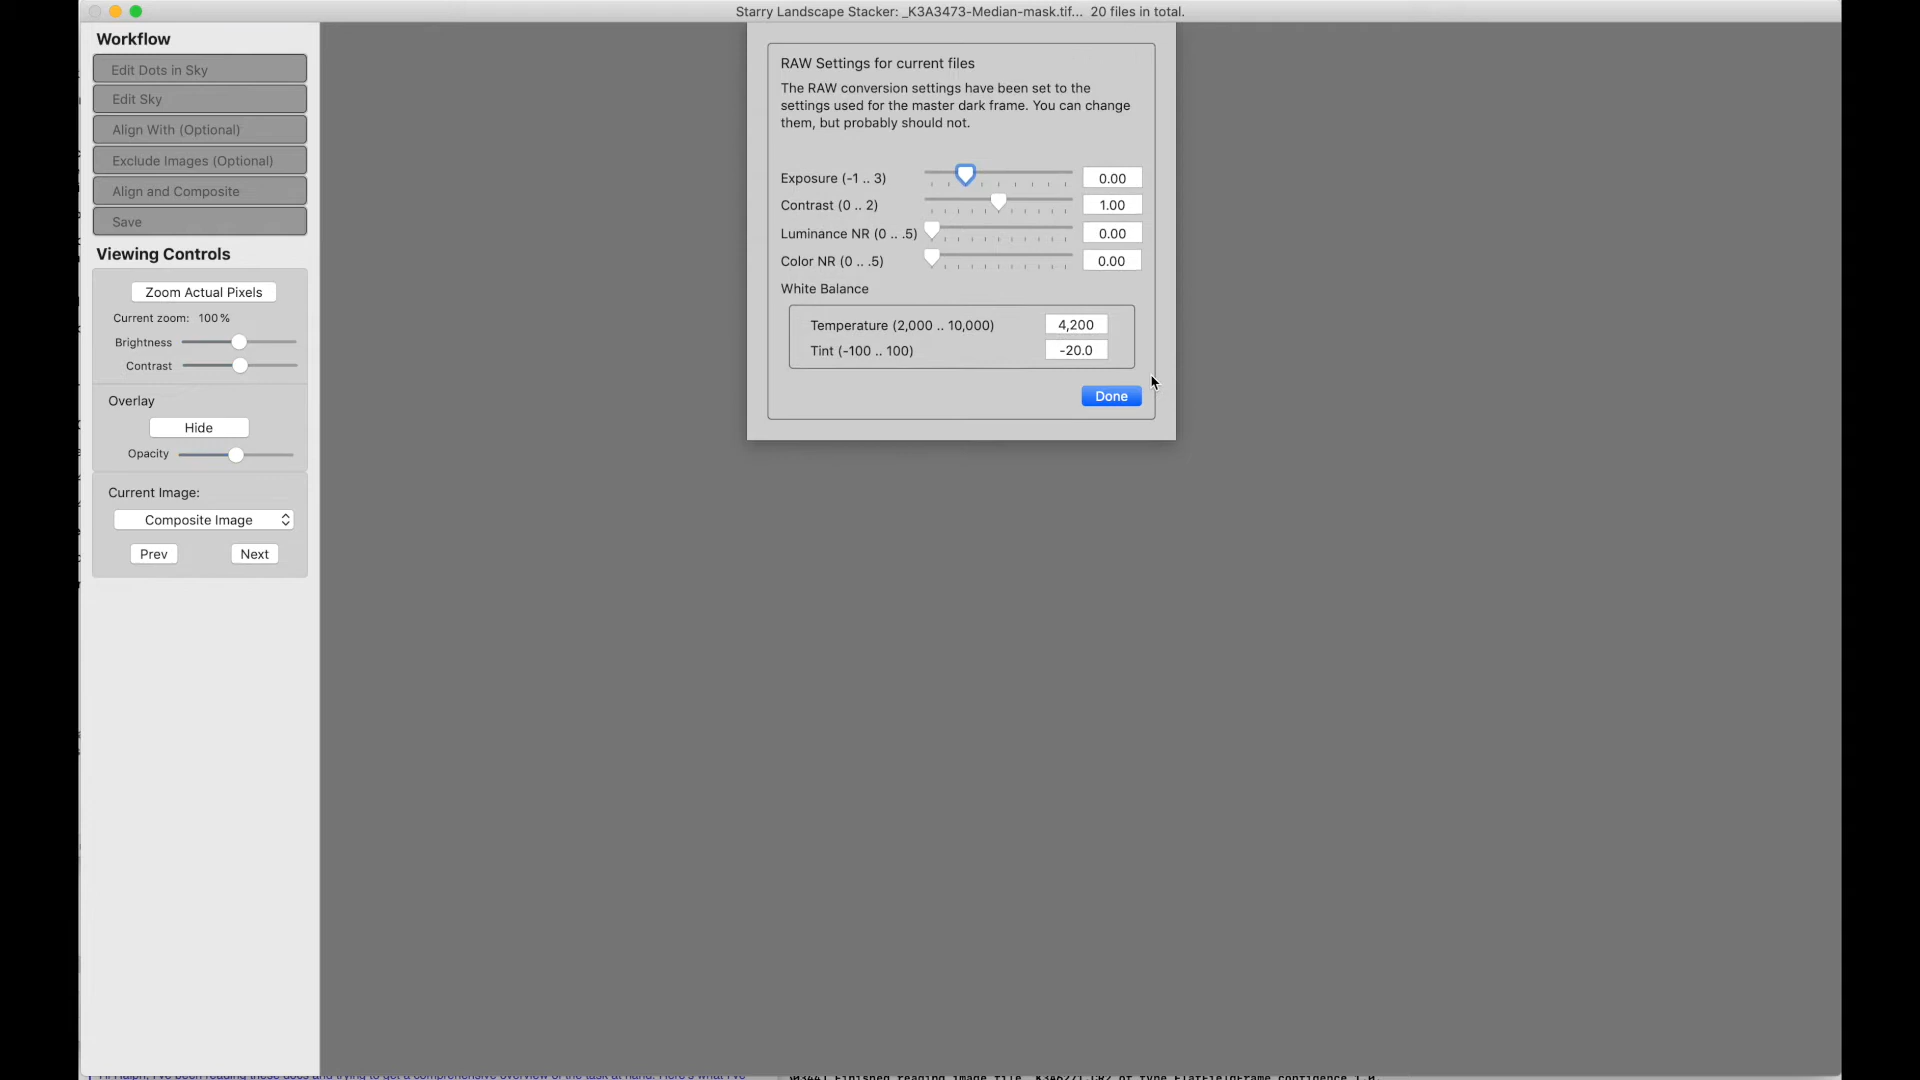 Starry Landscape Stacker: _K3A3473-Median-mask.tif... 20 files in total.
Workflow
Edit Dots in Sky
Edit Sky
Align With (Optional)
Exclude Images (Optional)
Align and Composite
Save
Viewing Controls
Zoom Actual Pixels
Current zoom: 100%
Brightness
Contrast
Overlay
Hide
Opacity
Current Image:
Composite Image
Prev
Next
RAW Settings for current files
The RAW conversion settings have been set to the
settings used for the master dark frame. You can change
them, but probably should not.
Exposure (-1 .. 3) 0.00
Contrast (0 .. 2) 1.00
Luminance NR (0 .. .5) 0.00
Color NR (0 .. .5) 0.00
White Balance
Temperature (2,000 .. 10,000) 4,200
Tint (-100 .. 100) -20.0
Done